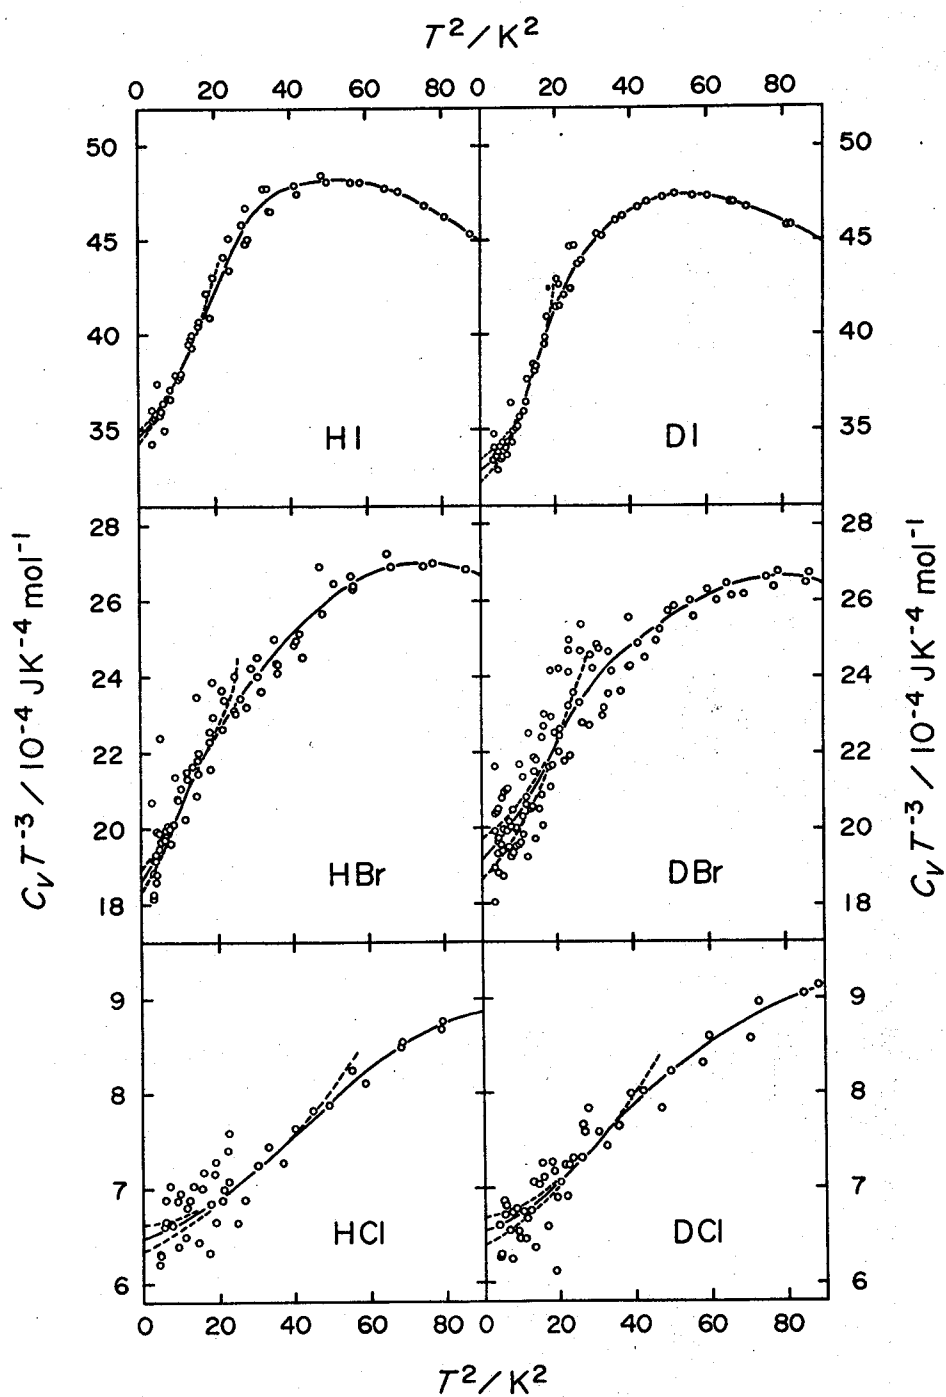 T²/K²
0 20 40 60 80 0 20 40 60 80
50 50
45 45
40 40
35 35
HI DI
28 28
26 26
24 24
22 22
20 20
18 18
HBr DBr
9 9
8 8
7 7
6 6
HCl DCl
0 20 40 60 80 0 20 40 60 80
T²/K²
C_V T⁻³ / 10⁻⁴ JK⁻⁴ mol⁻¹
C_V T⁻³ / 10⁻⁴ JK⁻⁴ mol⁻¹